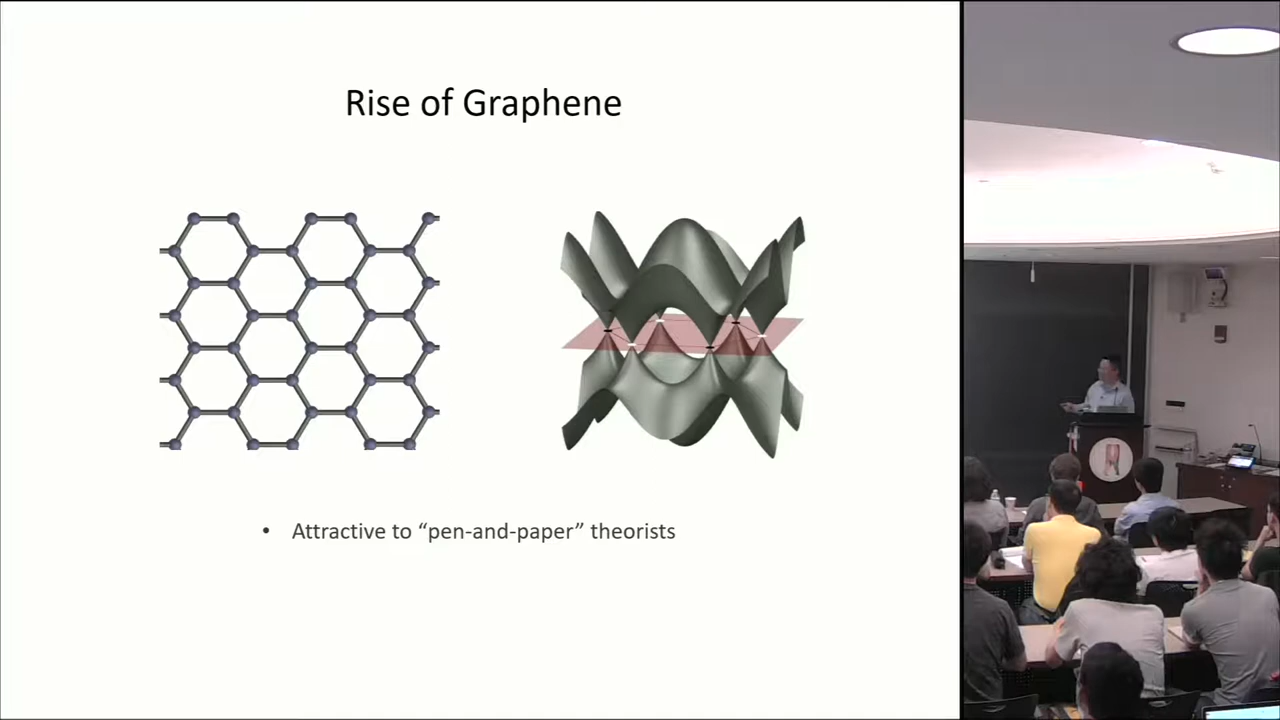 Rise of Graphene
• Attractive to “pen-and-paper” theorists